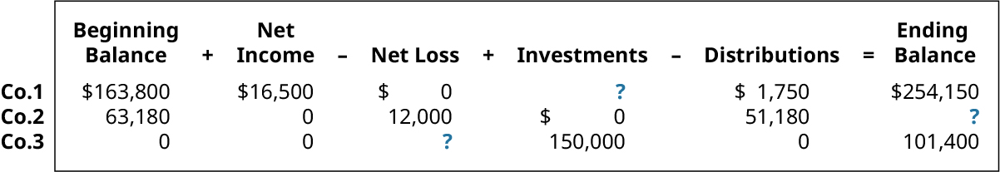 Beginning Net Ending
Balance + Income – Net Loss + Investments – Distributions = Balance
Co.1 $163,800 $16,500 $ 0 ? $ 1,750 $254,150
Co.2 63,180 0 12,000 $ 0 51,180 ?
Co.3 0 0 ? 150,000 0 101,400